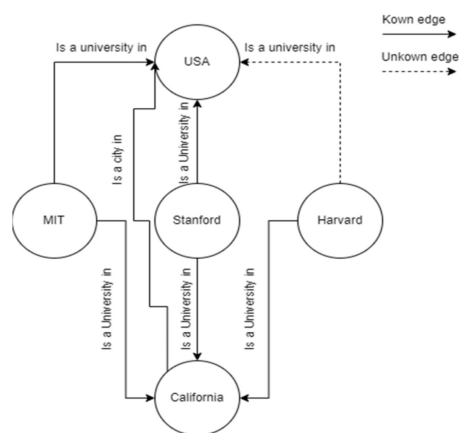 Kown edge
Is a university in
USA
Is a university in
Unkown edge
Is a city in
Is a University in
MIT
Stanford
Harvard
Is a University in
Is a University in
Is a University in
California